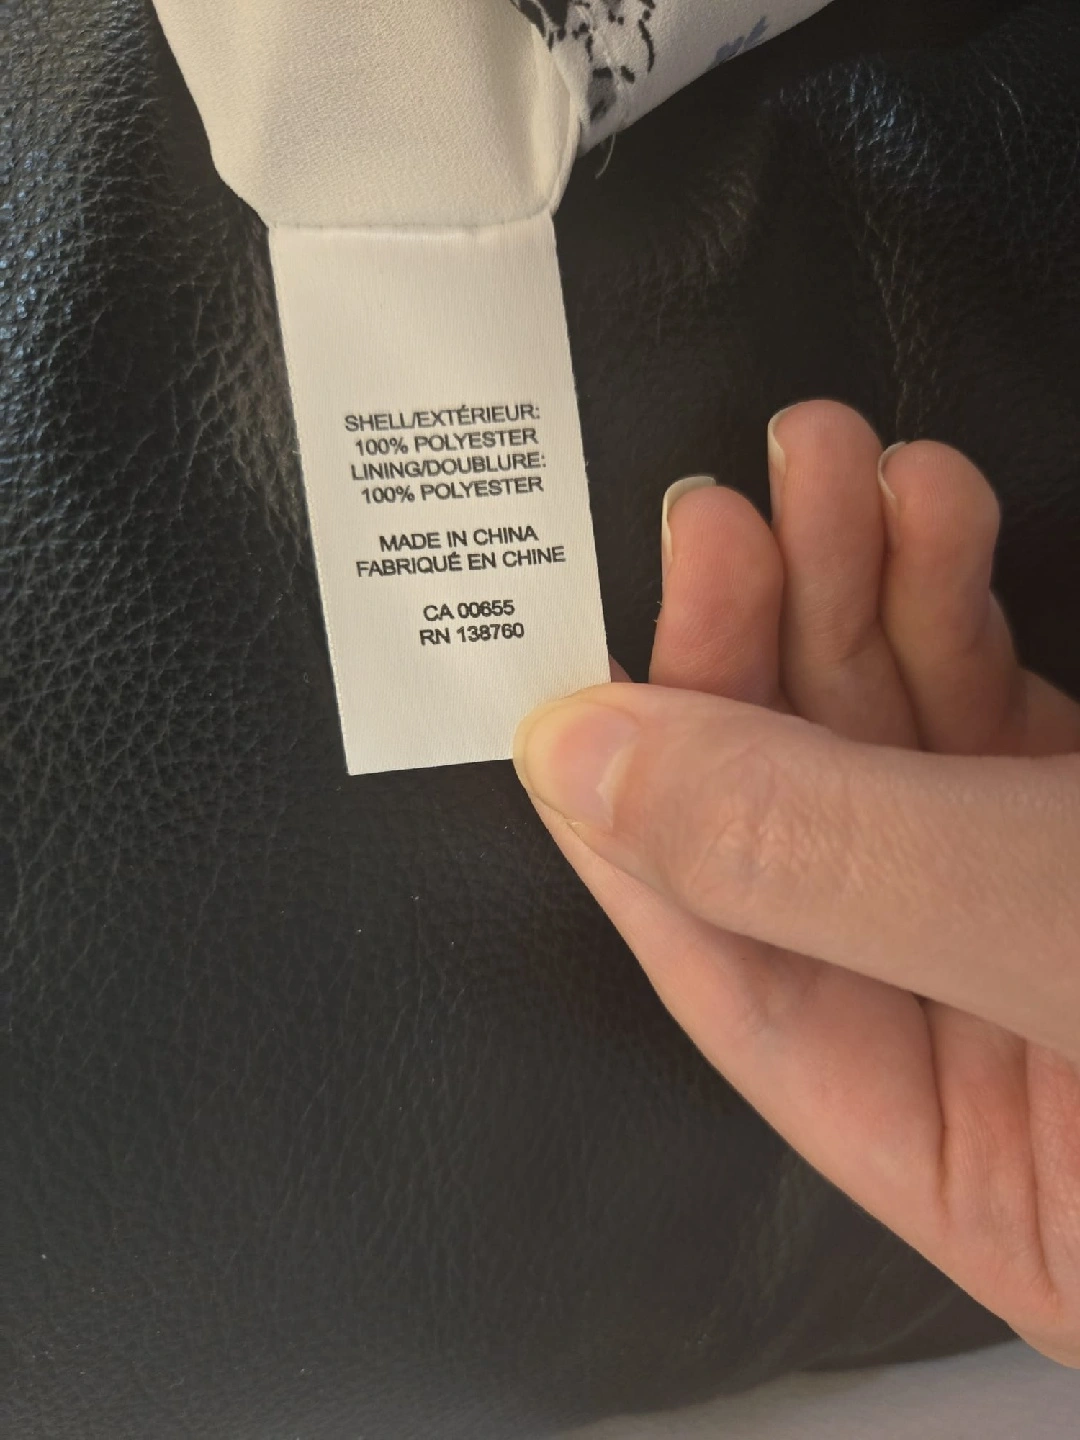 SHELL/EXTÉRIEUR:
100% POLYESTER
LINING/DOUBLURE:
100% POLYESTER
MADE IN CHINA
FABRIQUÉ EN CHINE
CA 00655
RN 138760